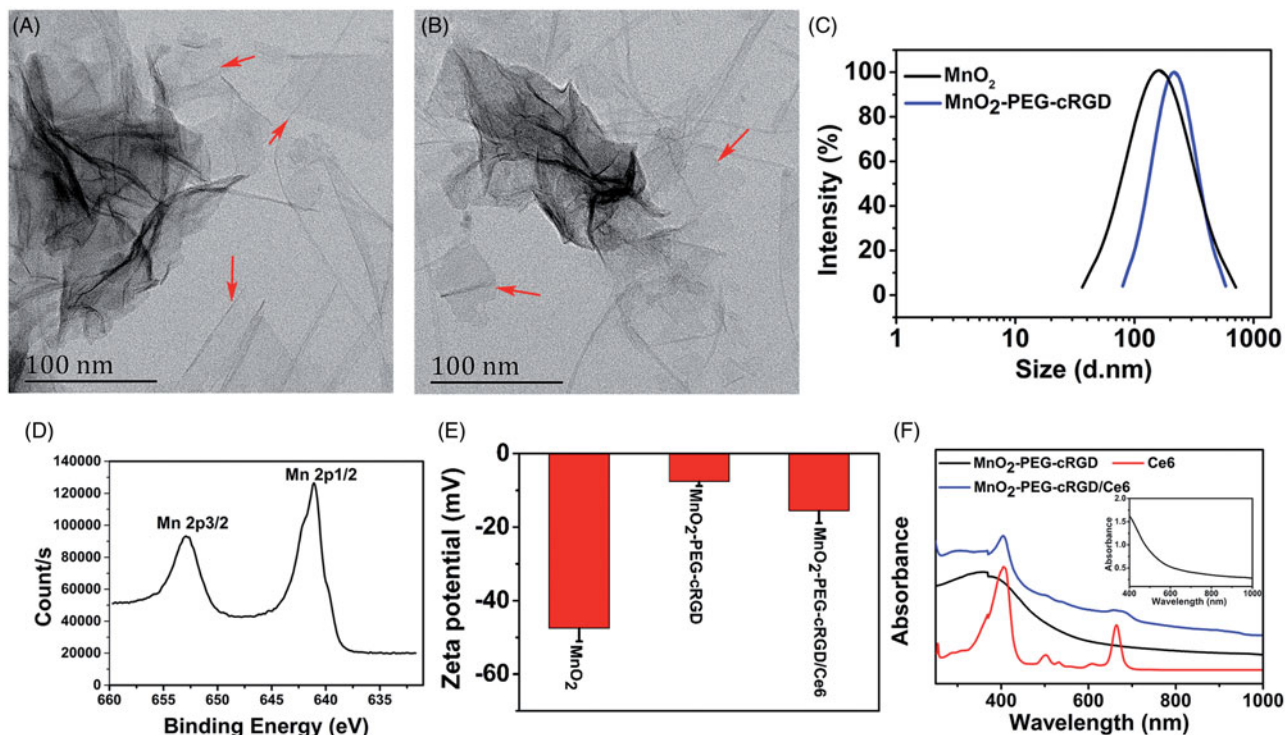 (A)
100 nm
(B)
100 nm
(C)
MnO₂
MnO₂-PEG-cRGD
Intensity (%)
100
80
60
40
20
0
1
10
100
1000
Size (d.nm)
(D)
Count/s
140000
120000
100000
80000
60000
40000
20000
0
Mn 2p3/2
Mn 2p1/2
660
655
650
645
640
635
Binding Energy (eV)
(E)
Zeta potential (mV)
0
-20
-40
-60
MnO₂
MnO₂-PEG-cRGD
MnO₂-PEG-cRGD/Ce6
(F)
MnO₂-PEG-cRGD
Ce6
MnO₂-PEG-cRGD/Ce6
Absorbance
Absorbance
2.0
1.5
1.0
0.5
400
600
800
1000
Wavelength (nm)
400
600
800
1000
Wavelength (nm)